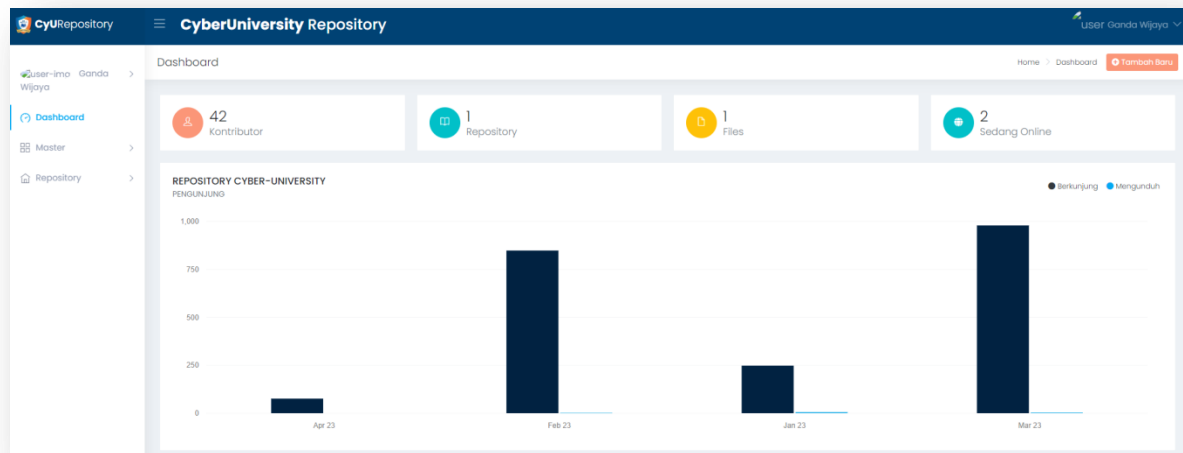 CyURepository
CyberUniversity Repository
user Ganda Wijaya
user-img Ganda
Wijaya
Dashboard
Master
Repository
Dashboard
Home > Dashboard
Tambah Baru
42
Kontributor
1
Repository
1
Files
2
Sedang Online
REPOSITORY CYBER-UNIVERSITY
PENGUNJUNG
Berkunjung Mengunduh
1,000
750
500
250
0
Apr 23 Feb 23 Jan 23 Mar 23